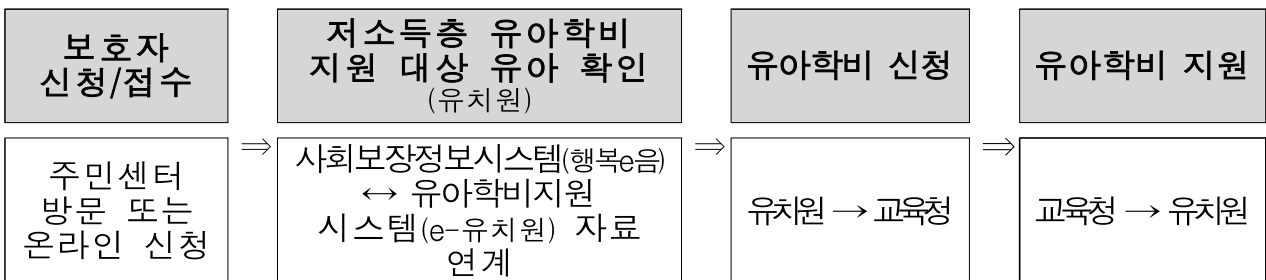 보호자
신청/접수
저소득층 유아학비
지원 대상 유아 확인
(유치원)
유아학비 신청
유아학비 지원
⇒
⇒
⇒
주민센터
방문 또는
온라인 신청
사회보장정보시스템(행복e음)
↔ 유아학비지원
시스템(e-유치원) 자료
연계
유치원 → 교육청
교육청 → 유치원